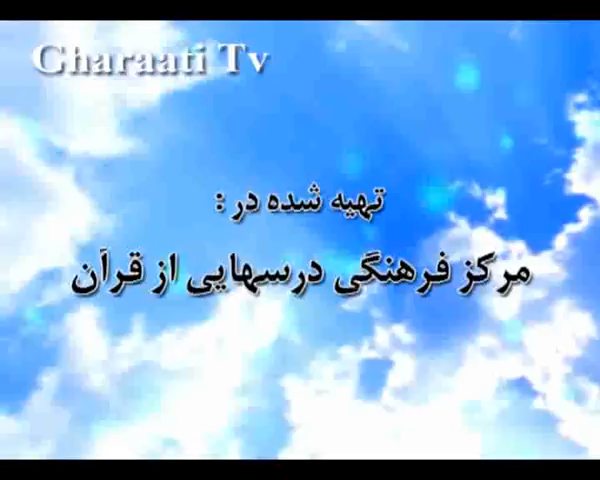 Gharaati Tv
تهیه شده در :
مرکز فرهنگی درسهایی از قرآن